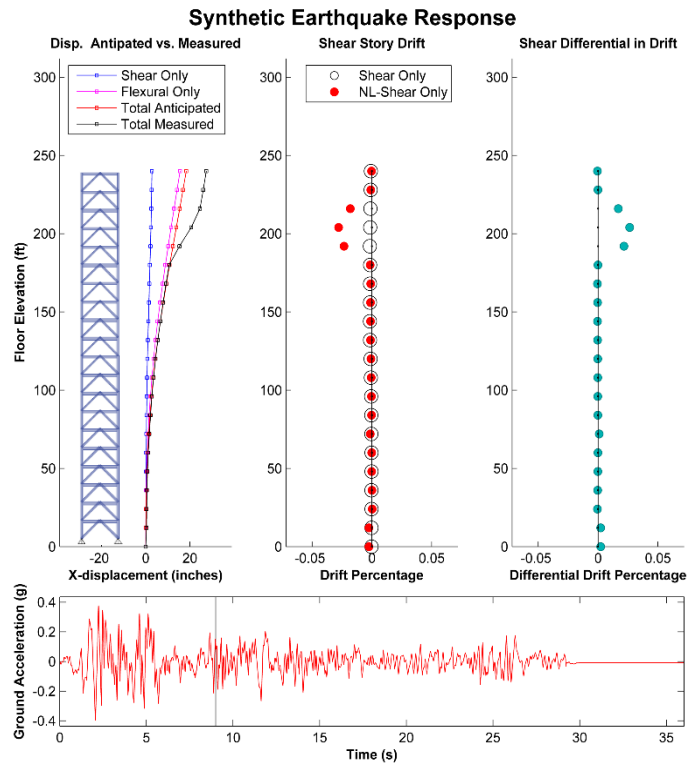 Synthetic Earthquake Response
Disp. Antipated vs. Measured
Shear Only
Flexural Only
Total Anticipated
Total Measured
300
250
200
150
100
50
0
Floor Elevation (ft)
-20 0 20
X-displacement (inches)
Shear Story Drift
Shear Only
NL-Shear Only
300
250
200
150
100
50
0
-0.05 0 0.05
Drift Percentage
Shear Differential in Drift
300
250
200
150
100
50
0
-0.05 0 0.05
Differential Drift Percentage
Ground Acceleration (g)
0.4
0.2
0
-0.2
-0.4
0 5 10 15 20 25 30 35
Time (s)